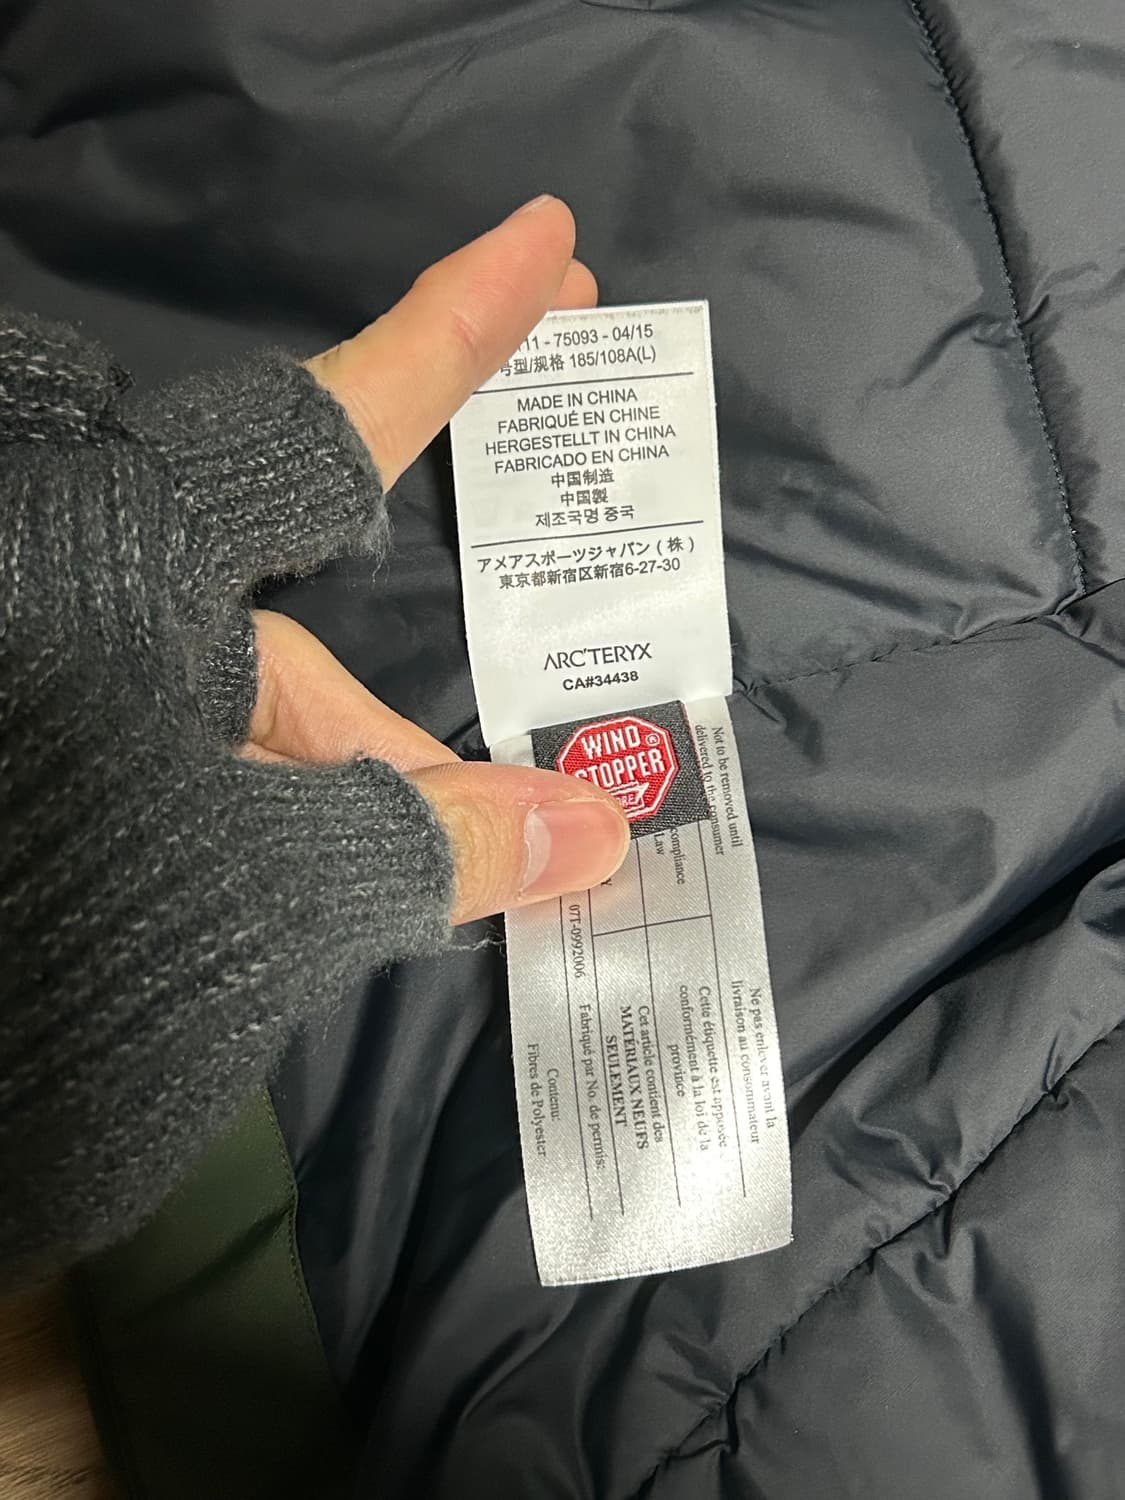 11 - 75093 - 04/15
号型/规格 185/108A(L)
MADE IN CHINA
FABRIQUÉ EN CHINE
HERGESTELLT IN CHINA
FABRICADO EN CHINA
中国制造
中国製
제조국명 중국
アメアスポーツジャパン ( 株 )
東京都新宿区新宿6-27-30
ARC'TERYX
CA#34438
WIND
STOPPER
GORE
Not to be removed until
delivered to the consumer
compliance
Law
Y
07T-0992006
Ne pas enlever avant la
livraison au consommateur
Cette étiquette est apposée
conformément à la loi de la
province
Cet article contient des
MATÉRIAUX NEUFS
SEULEMENT
Fabriqué par No. de permis:
Contenu:
Fibres de Polyester